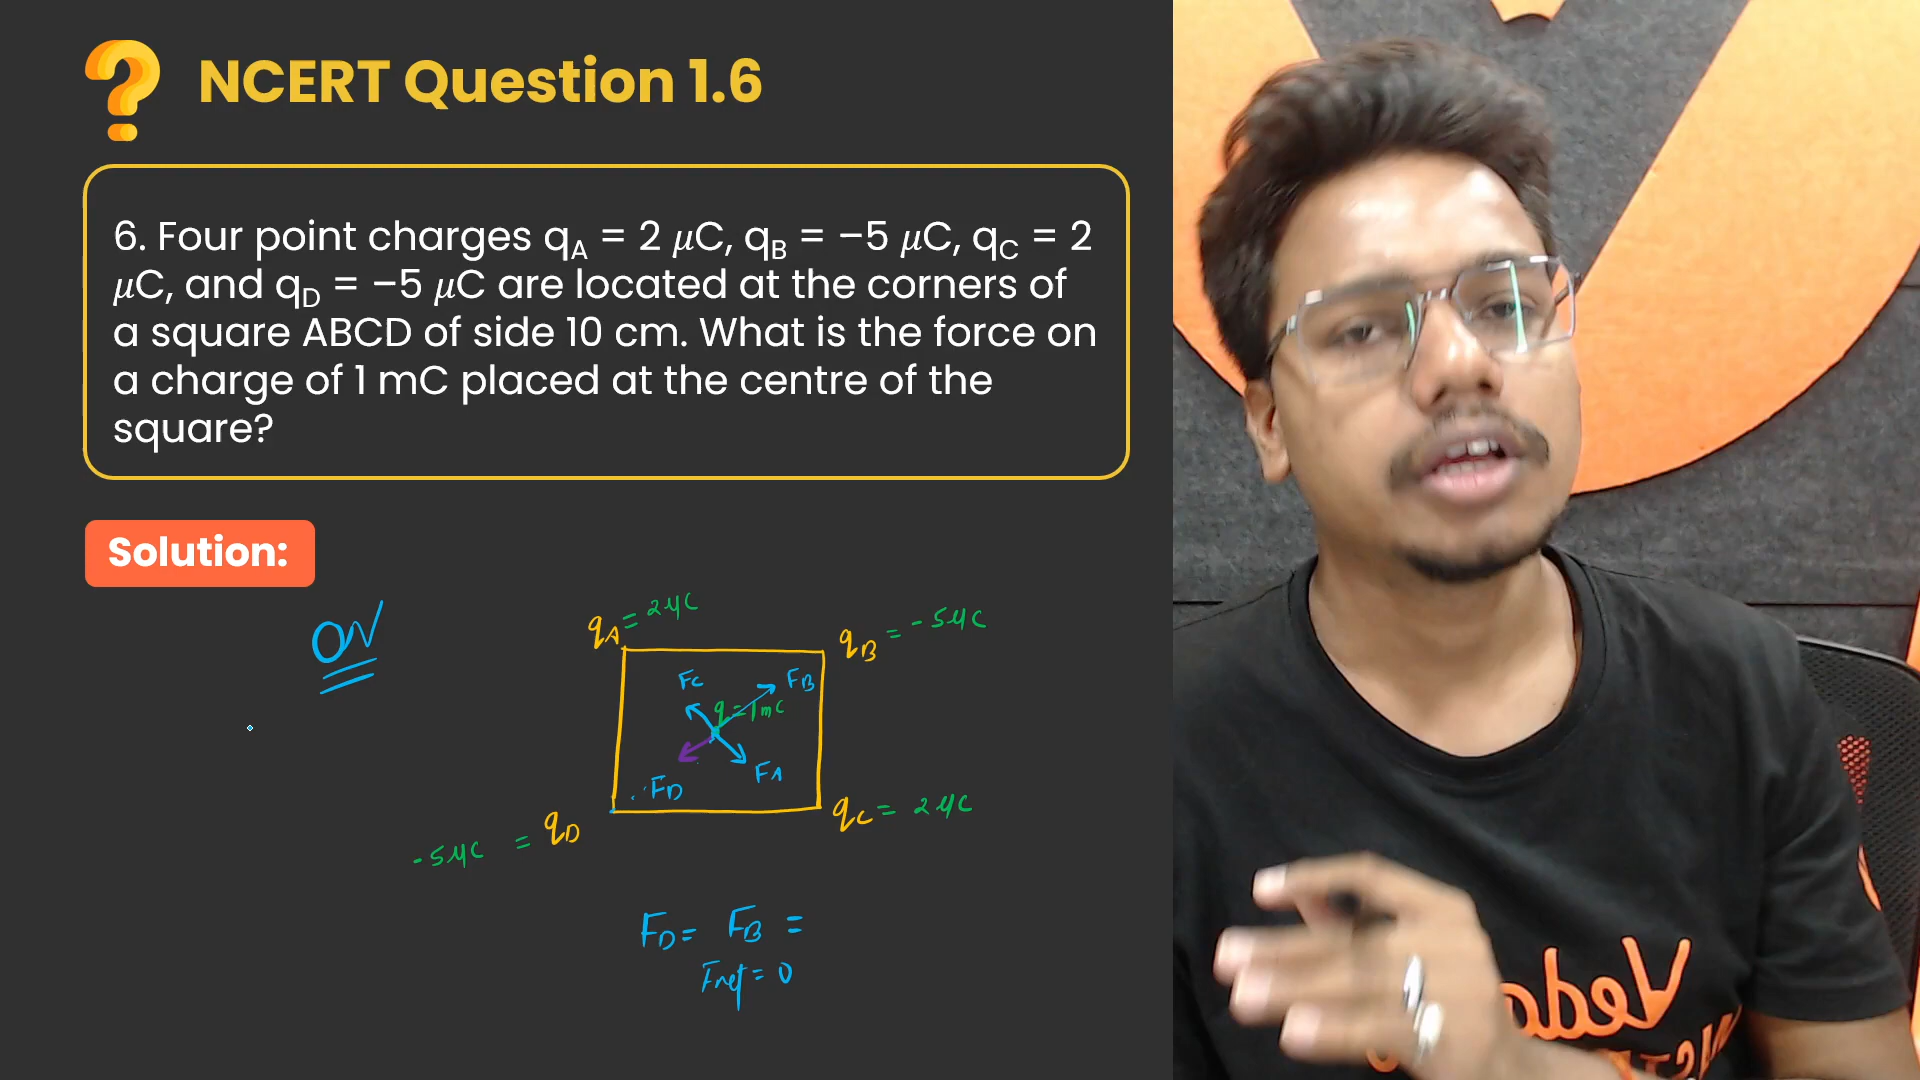 NCERT Question 1.6
6. Four point charges qA = 2 𝜇C, qB = −5 𝜇C, qC = 2
𝜇C, and qD = −5 𝜇C are located at the corners of
a square ABCD of side 10 cm. What is the force on
a charge of 1 mC placed at the centre of the
square?
Solution:
ON
qA = 2μC
qB = -5μC
FC
FB
q=1mC
FA
FD
qC = 2μC
-5μC = qD
FD = FB =
Fnet = 0